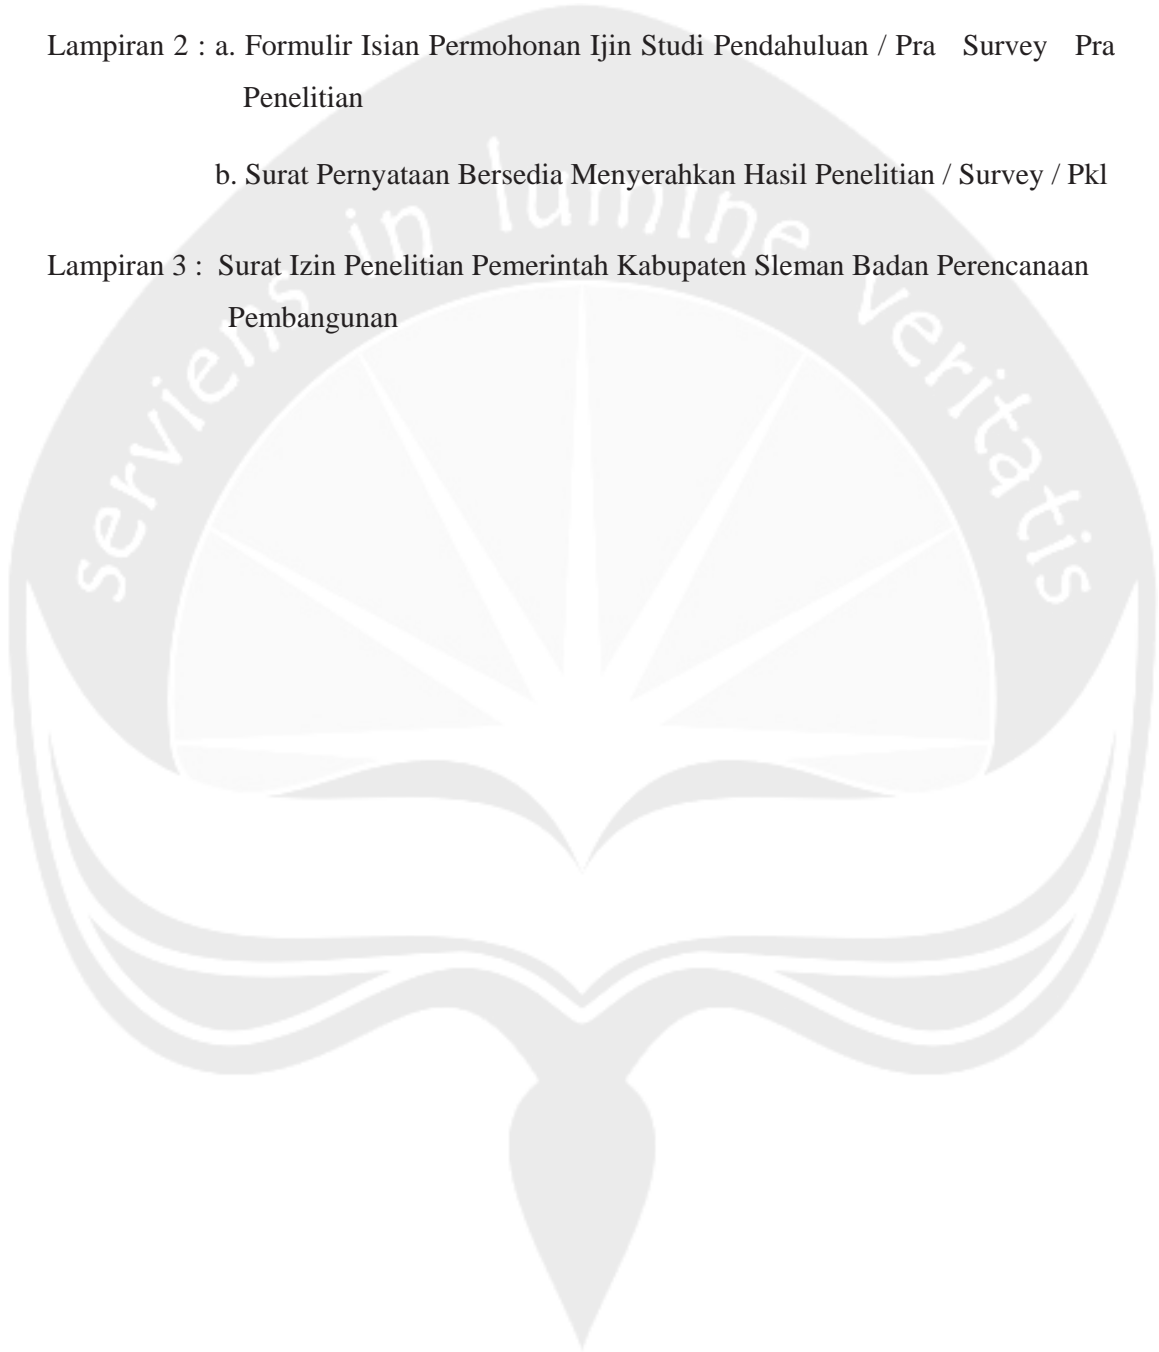 Lampiran 2 : a. Formulir Isian Permohonan Ijin Studi Pendahuluan / Pra Survey Pra
Penelitian
b. Surat Pernyataan Bersedia Menyerahkan Hasil Penelitian / Survey / Pkl
Lampiran 3 : Surat Izin Penelitian Pemerintah Kabupaten Sleman Badan Perencanaan
Pembangunan
serviens in lumine veritatis